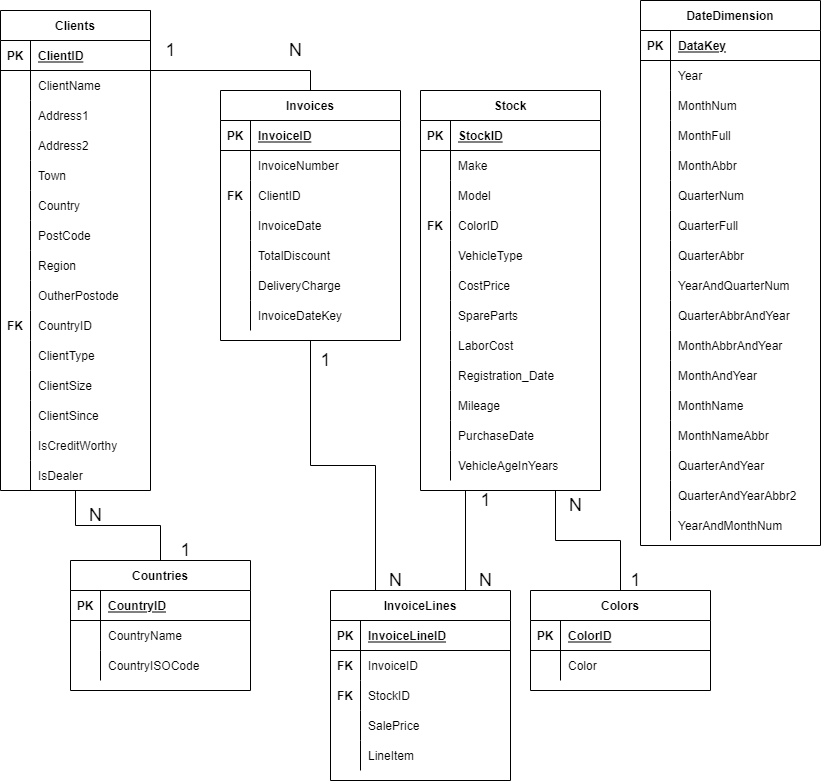 Clients
PK ClientID
ClientName
Address1
Address2
Town
Country
PostCode
Region
OutherPostode
FK CountryID
ClientType
ClientSize
ClientSince
IsCreditWorthy
IsDealer
1
N
Invoices
PK InvoiceID
InvoiceNumber
FK ClientID
InvoiceDate
TotalDiscount
DeliveryCharge
InvoiceDateKey
1
Stock
PK StockID
Make
Model
FK ColorID
VehicleType
CostPrice
SpareParts
LaborCost
Registration_Date
Mileage
PurchaseDate
VehicleAgeInYears
1
N
DateDimension
PK DataKey
Year
MonthNum
MonthFull
MonthAbbr
QuarterNum
QuarterFull
QuarterAbbr
YearAndQuarterNum
QuarterAbbrAndYear
MonthAbbrAndYear
MonthAndYear
MonthName
MonthNameAbbr
QuarterAndYear
QuarterAndYearAbbr2
YearAndMonthNum
N
1
Countries
PK CountryID
CountryName
CountryISOCode
N
N
InvoiceLines
PK InvoiceLineID
FK InvoiceID
FK StockID
SalePrice
LineItem
1
Colors
PK ColorID
Color